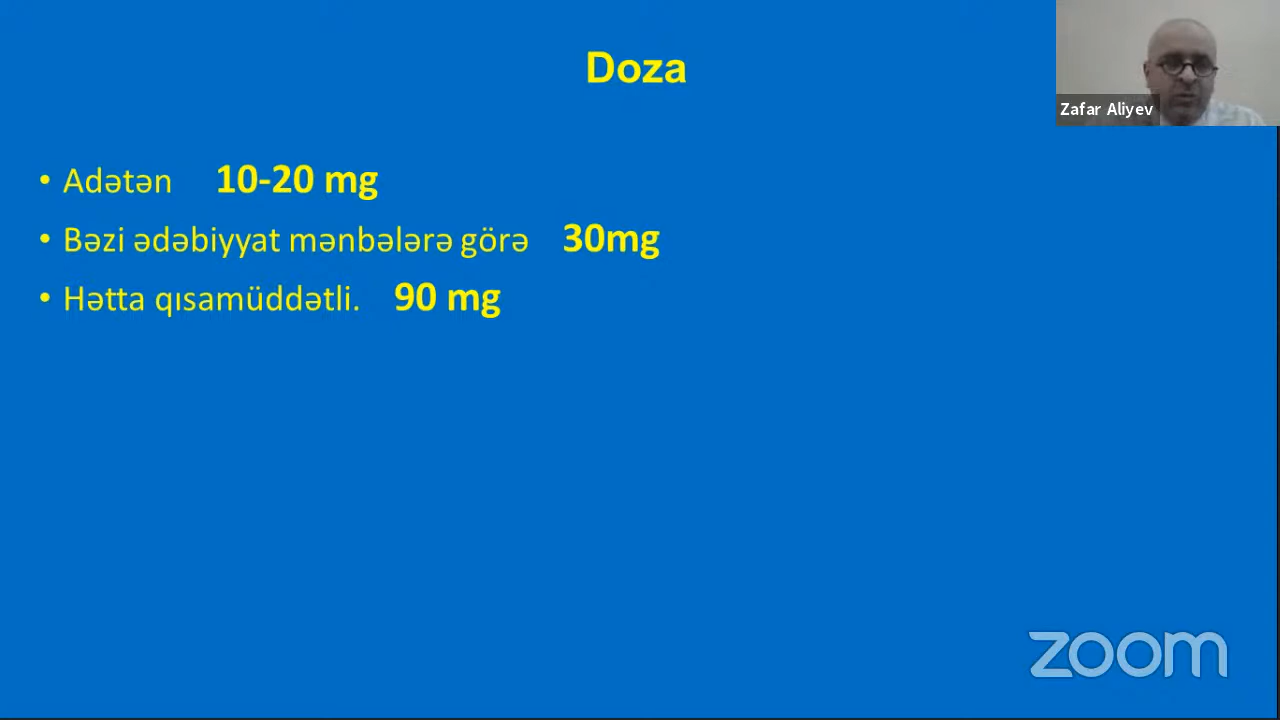 Doza
Zafar Aliyev
• Adətən 10-20 mg
• Bəzi ədəbiyyat mənbələrə görə 30mg
• Hətta qısamüddətli. 90 mg
zoom